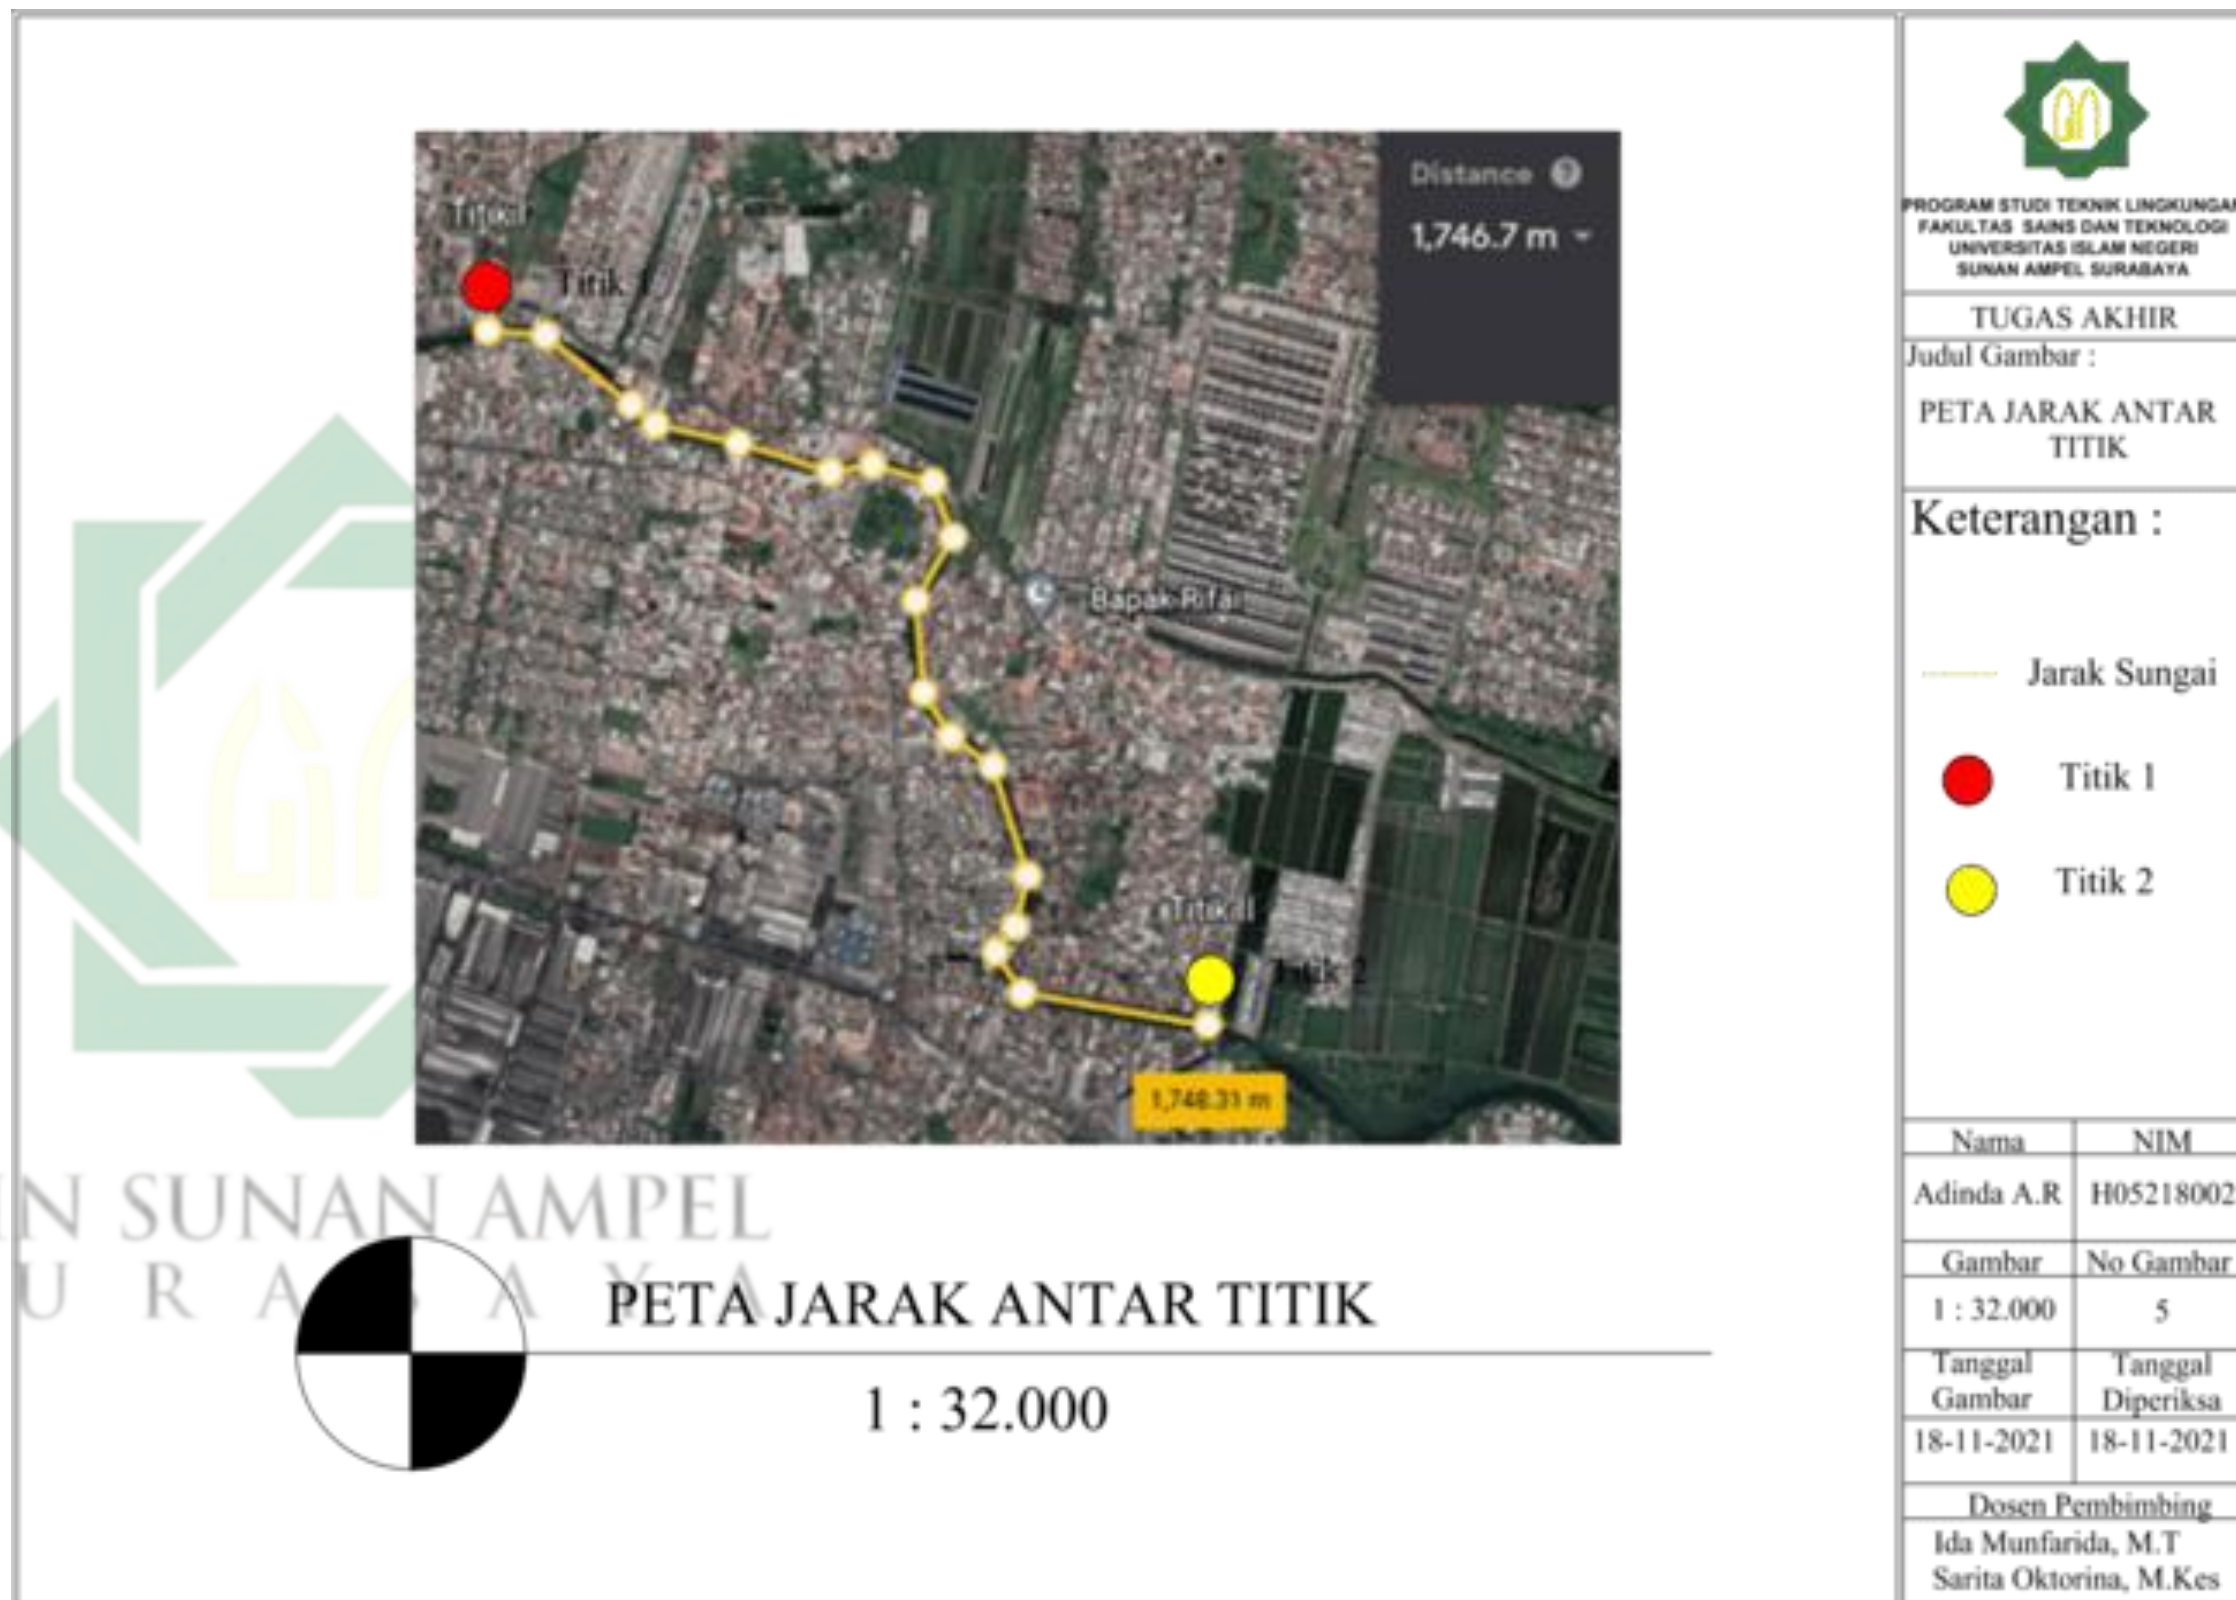 Distance ?
1,746.7 m
Titik 1
Bapak Rifai
Titik II
Titik 2
1,748.31 m
IN SUNAN AMPEL
URABAYA
PETA JARAK ANTAR TITIK
1 : 32.000
PROGRAM STUDI TEKNIK LINGKUNGAN
FAKULTAS SAINS DAN TEKNOLOGI
UNIVERSITAS ISLAM NEGERI
SUNAN AMPEL SURABAYA
TUGAS AKHIR
Judul Gambar :
PETA JARAK ANTAR
TITIK
Keterangan :
Jarak Sungai
Titik 1
Titik 2
Nama NIM
Adinda A.R H05218002
Gambar No Gambar
1 : 32.000 5
Tanggal Gambar Tanggal Diperiksa
18-11-2021 18-11-2021
Dosen Pembimbing
Ida Munfarida, M.T
Sarita Oktorina, M.Kes